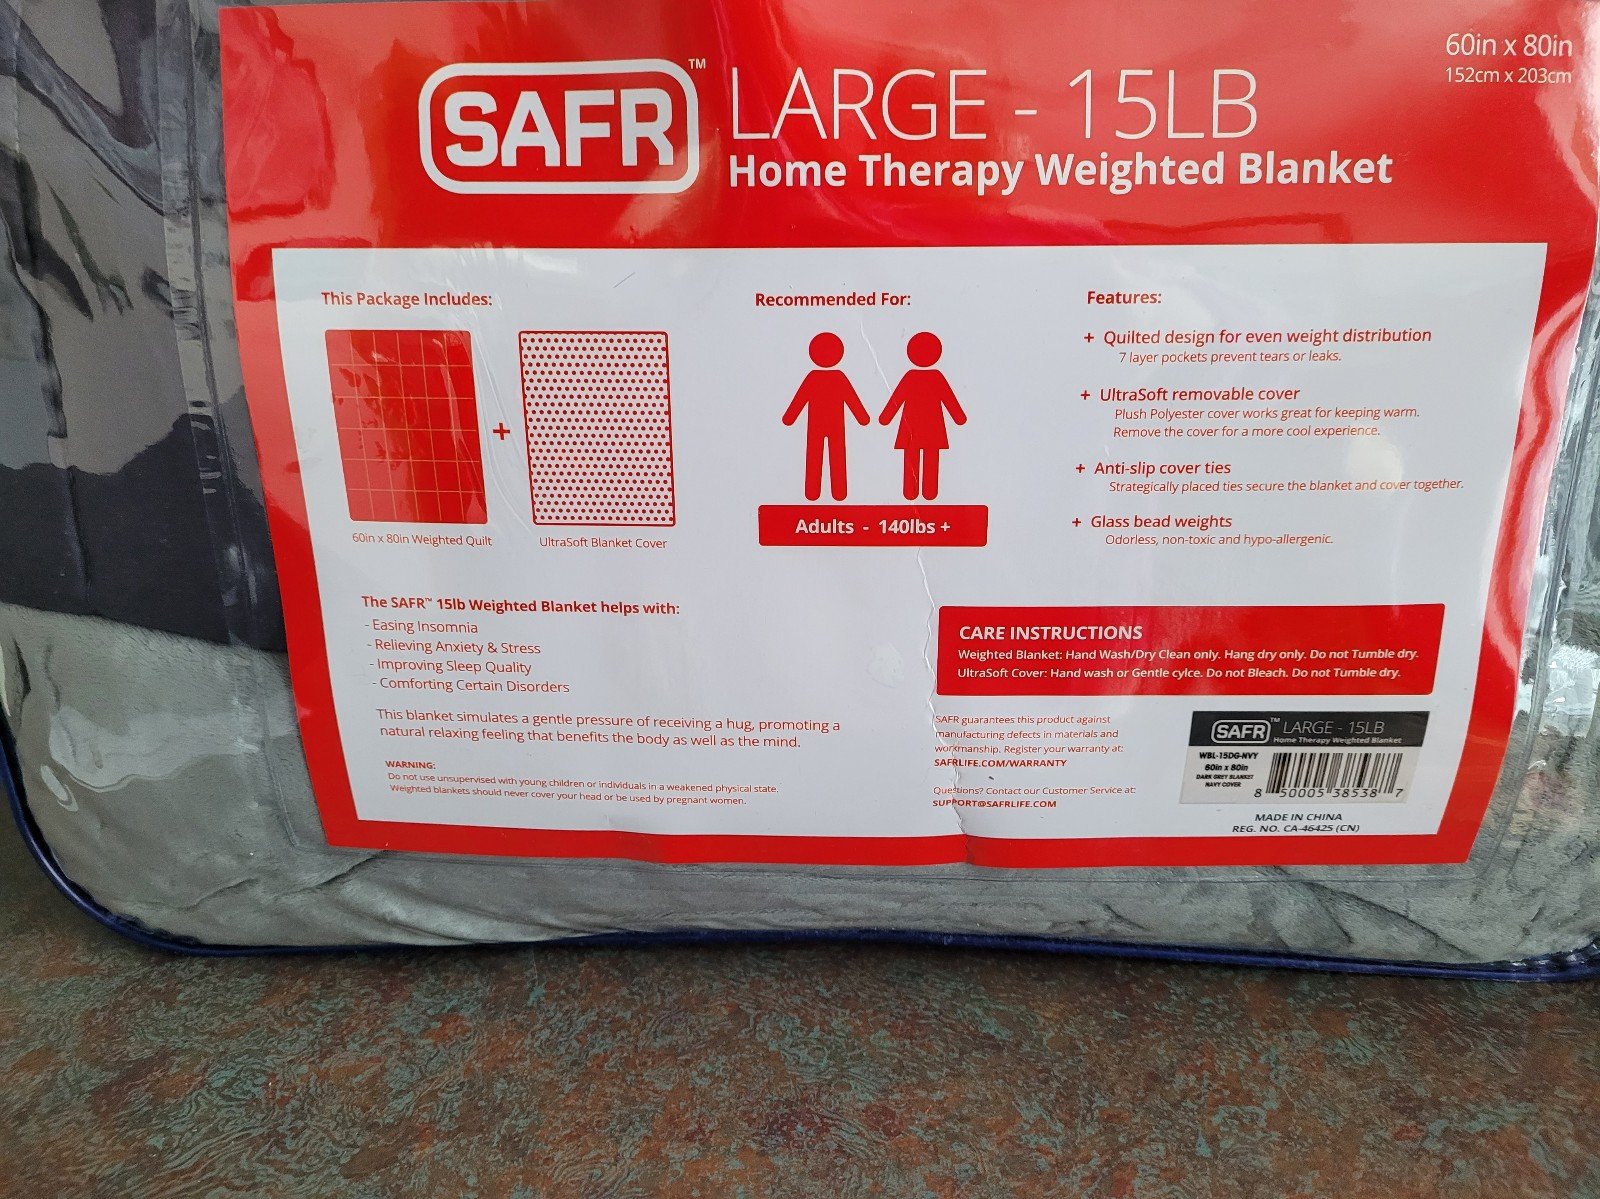 SAFR™
LARGE - 15LB
Home Therapy Weighted Blanket
60in x 80in
152cm x 203cm
This Package Includes:
+
60in x 80in Weighted Quilt
UltraSoft Blanket Cover
Recommended For:
Adults - 140lbs +
Features:
+ Quilted design for even weight distribution
7 layer pockets prevent tears or leaks.
+ UltraSoft removable cover
Plush Polyester cover works great for keeping warm.
Remove the cover for a more cool experience.
+ Anti-slip cover ties
Strategically placed ties secure the blanket and cover together.
+ Glass bead weights
Odorless, non-toxic and hypo-allergenic.
The SAFR™ 15lb Weighted Blanket helps with:
- Easing Insomnia
- Relieving Anxiety & Stress
- Improving Sleep Quality
- Comforting Certain Disorders
This blanket simulates a gentle pressure of receiving a hug, promoting a
natural relaxing feeling that benefits the body as well as the mind.
WARNING:
Do not use unsupervised with young children or individuals in a weakened physical state.
Weighted blankets should never cover your head or be used by pregnant women.
CARE INSTRUCTIONS
Weighted Blanket: Hand Wash/Dry Clean only. Hang dry only. Do not Tumble dry.
UltraSoft Cover: Hand wash or Gentle cylce. Do not Bleach. Do not Tumble dry.
SAFR guarantees this product against
manufacturing defects in materials and
workmanship. Register your warranty at:
SAFRLIFE.COM/WARRANTY
Questions? Contact our Customer Service at:
SUPPORT@SAFRLIFE.COM
SAFR™ LARGE - 15LB
Home Therapy Weighted Blanket
WBL-15DG-NVY
60in x 80in
DARK GREY BLANKET
NAVY COVER
8 50005 38538 7
MADE IN CHINA
REG. NO. CA-46425 (CN)